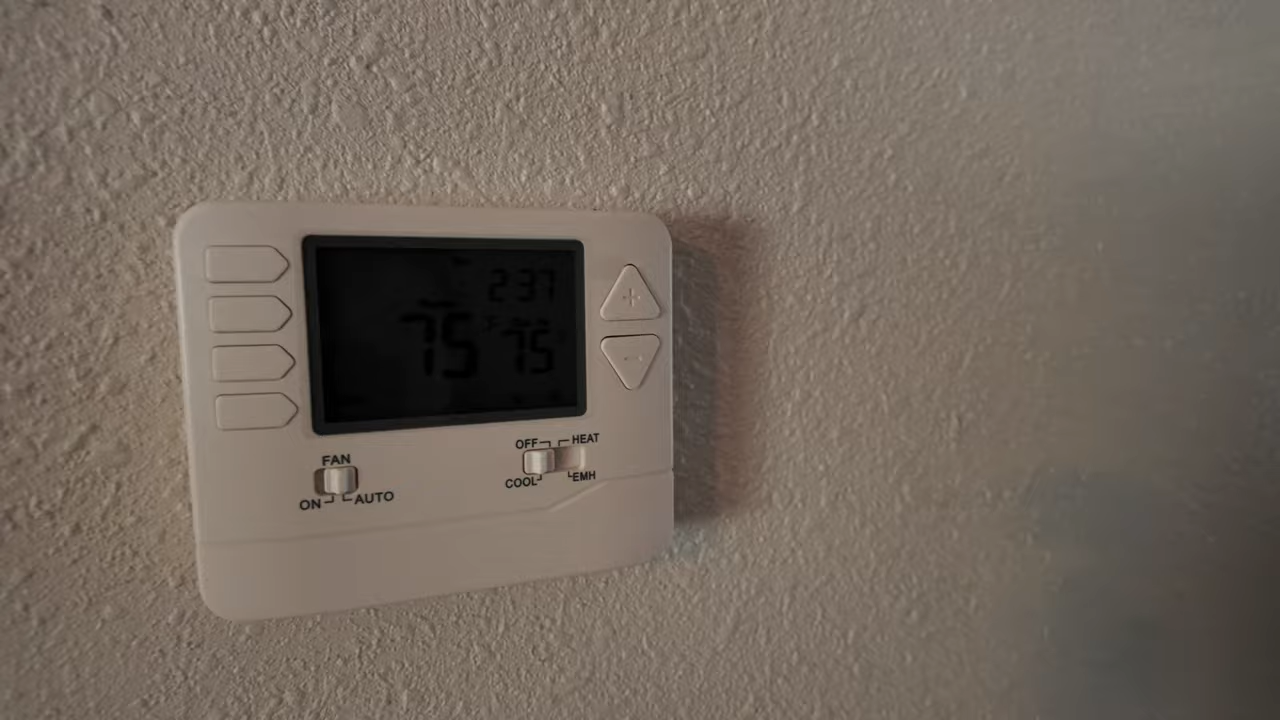 2:37
75 °F 75
OFF HEAT
COOL EMH
FAN
ON AUTO